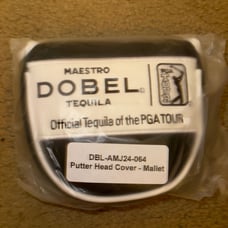 MAESTRO
DOBEL®
TEQUILA
Official Tequila of the PGA TOUR
DBL-AMJ24-064
Putter Head Cover - Mallet